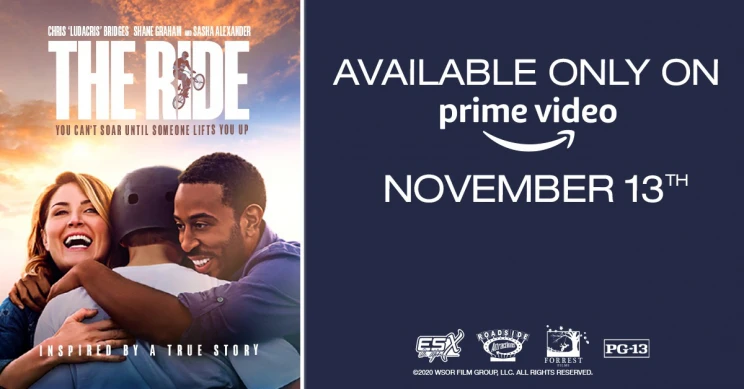 CHRIS 'LUDACRIS' BRIDGES SHANE GRAHAM AND SASHA ALEXANDER
THE RIDE
YOU CAN'T SOAR UNTIL SOMEONE LIFTS YOU UP
INSPIRED BY A TRUE STORY
AVAILABLE ONLY ON
prime video
NOVEMBER 13TH
ESX
ROADSIDE
ATTRACTIONS
FORREST
FILMS
PG-13
©2020 WSOR FILM GROUP, LLC. ALL RIGHTS RESERVED.